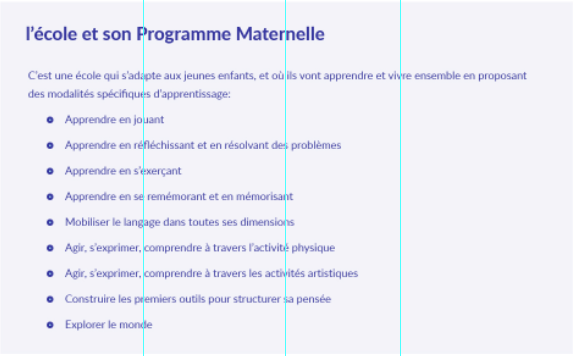 l'école et son Programme Maternelle
C'est une école qui s'adapte aux jeunes enfants, et où ils vont apprendre et vivre ensemble en proposant
des modalités spécifiques d'apprentissage:
Apprendre en jouant
Apprendre en réfléchissant et en résolvant des problèmes
Apprendre en s'exerçant
Apprendre en se remémorant et en mémorisant
Mobiliser le langage dans toutes ses dimensions
Agir, s'exprimer, comprendre à travers l'activité physique
Agir, s'exprimer, comprendre à travers les activités artistiques
Construire les premiers outils pour structurer sa pensée
Explorer le monde